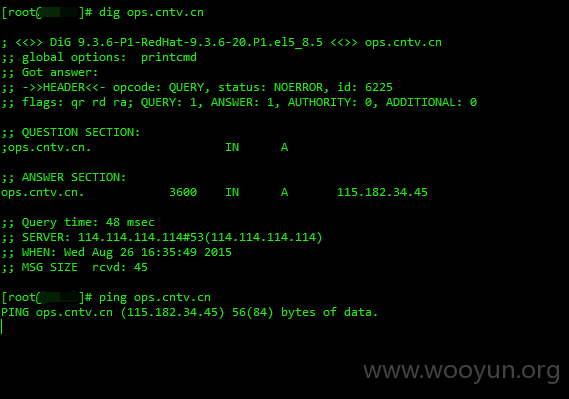 [root@ ]# dig ops.cntv.cn
; <<>> DiG 9.3.6-P1-RedHat-9.3.6-20.P1.el5_8.5 <<>> ops.cntv.cn
;; global options:  printcmd
;; Got answer:
;; ->>HEADER<<- opcode: QUERY, status: NOERROR, id: 6225
;; flags: qr rd ra; QUERY: 1, ANSWER: 1, AUTHORITY: 0, ADDITIONAL: 0
;; QUESTION SECTION:
;ops.cntv.cn. IN A
;; ANSWER SECTION:
ops.cntv.cn. 3600 IN A 115.182.34.45
;; Query time: 48 msec
;; SERVER: 114.114.114.114#53(114.114.114.114)
;; WHEN: Wed Aug 26 16:35:49 2015
;; MSG SIZE  rcvd: 45
[root@ ]# ping ops.cntv.cn
PING ops.cntv.cn (115.182.34.45) 56(84) bytes of data.
www.wooyun.org